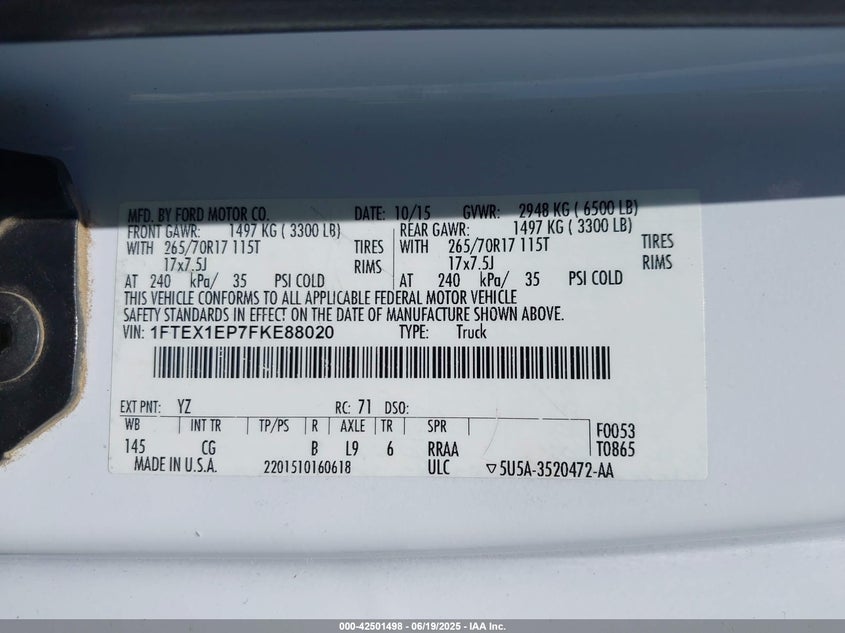 MFD. BY FORD MOTOR CO. DATE: 10/15 GVWR: 2948 KG ( 6500 LB)
FRONT GAWR: 1497 KG ( 3300 LB) REAR GAWR: 1497 KG ( 3300 LB)
WITH 265/70R17 115T TIRES WITH 265/70R17 115T TIRES
17x7.5J RIMS 17x7.5J RIMS
AT 240 kPa/ 35 PSI COLD AT 240 kPa/ 35 PSI COLD
THIS VEHICLE CONFORMS TO ALL APPLICABLE FEDERAL MOTOR VEHICLE
SAFETY STANDARDS IN EFFECT ON THE DATE OF MANUFACTURE SHOWN ABOVE.
VIN: 1FTEX1EP7FKE88020 TYPE: Truck
EXT PNT: YZ RC: 71 DSO:
WB INT TR TP/PS R AXLE TR SPR F0053
145 CG B L9 6 RRAA T0865
MADE IN U.S.A. 2201510160618 ULC ▽5U5A-3520472-AA
000-42501498 - 06/19/2025 - IAA Inc.